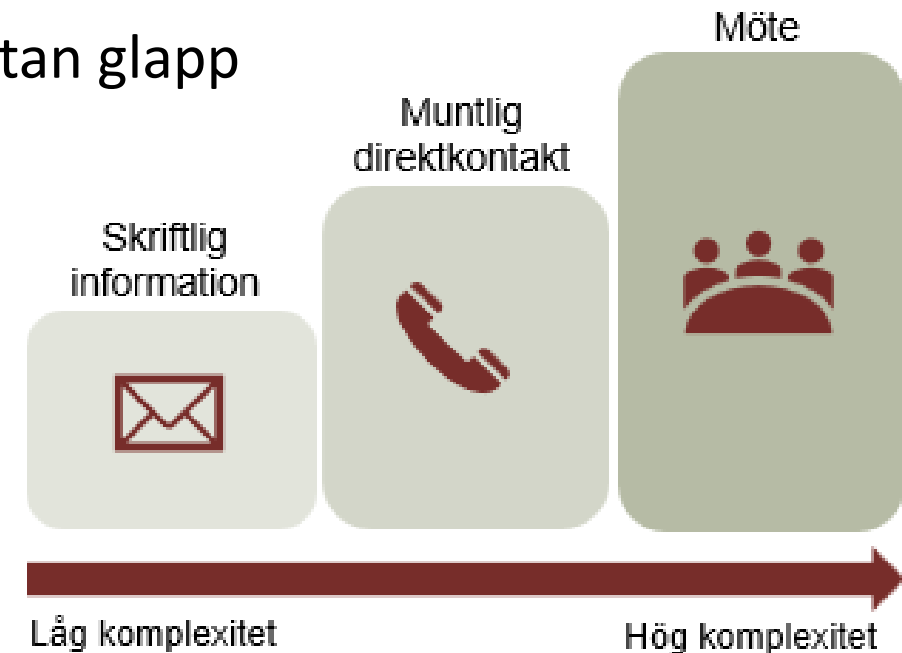 tan glapp
Möte
Muntlig
direktkontakt
Skriftlig
information
Låg komplexitet
Hög komplexitet